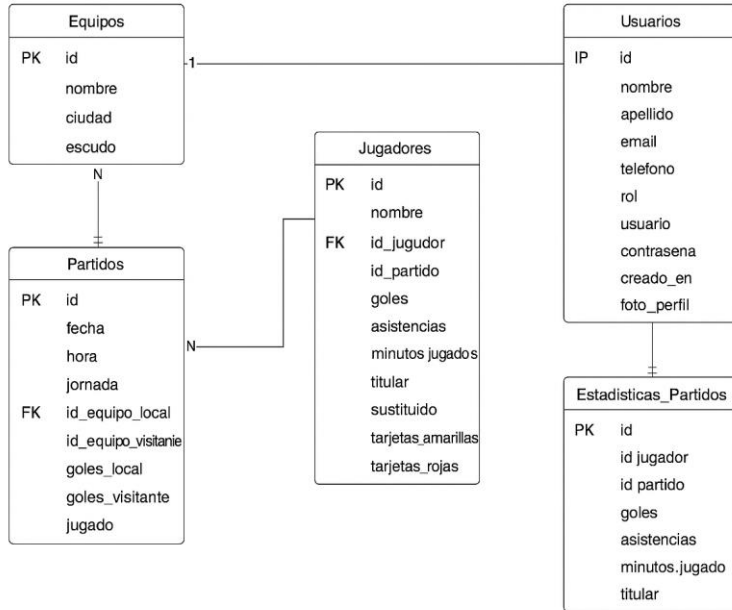 Equipos
PK id
nombre
ciudad
escudo
1
N
Usuarios
IP id
nombre
apellido
email
telefono
rol
usuario
contrasena
creado_en
foto_perfil
Jugadores
PK id
nombre
FK id_jugudor
id_partido
goles
asistencias
minutos jugados
titular
sustituido
tarjetas_amarillas
tarjetas_rojas
Partidos
PK id
fecha
hora
jornada
FK id_equipo_local
id_equipo_visitanie
goles_local
goles_visitante
jugado
N
Estadisticas_Partidos
PK id
id jugador
id partido
goles
asistencias
minutos.jugado
titular